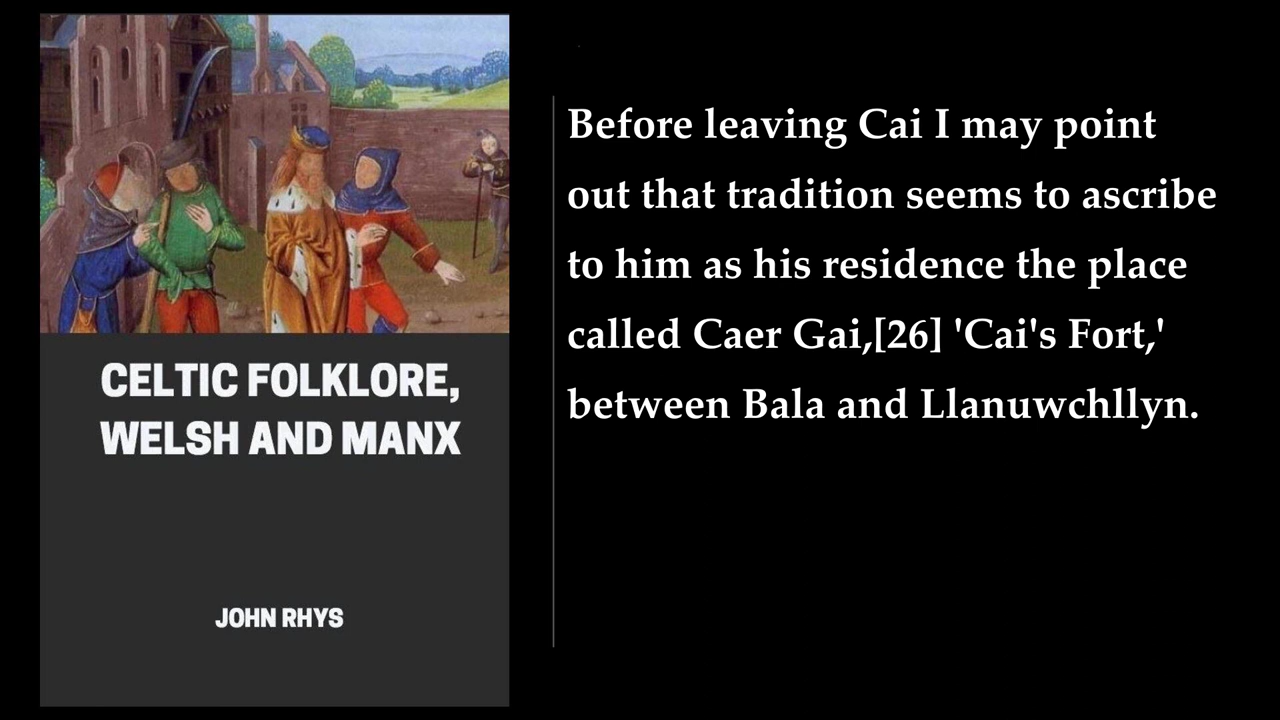 CELTIC FOLKLORE,
WELSH AND MANX
JOHN RHYS
Before leaving Cai I may point
out that tradition seems to ascribe
to him as his residence the place
called Caer Gai,[26] 'Cai's Fort,'
between Bala and Llanuwchllyn.